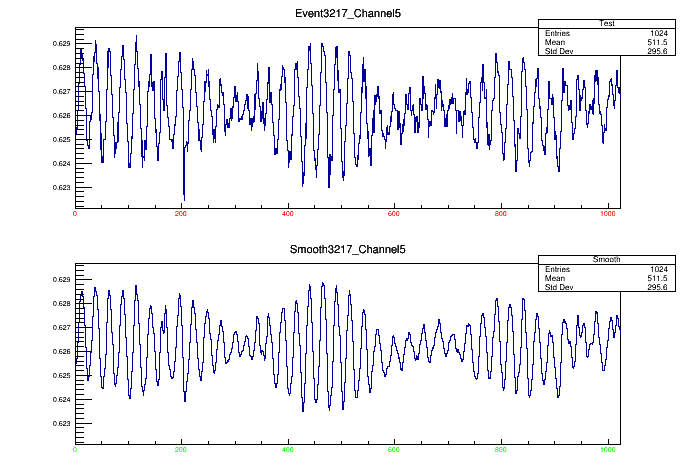 Event3217_Channel5
Test
Entries 1024
Mean 511.5
Std Dev 295.6
0.629
0.628
0.627
0.626
0.625
0.624
0.623
0 200 400 600 800 1000
Smooth3217_Channel5
Smooth
Entries 1024
Mean 511.5
Std Dev 295.6
0.629
0.628
0.627
0.626
0.625
0.624
0.623
0 200 400 600 800 1000